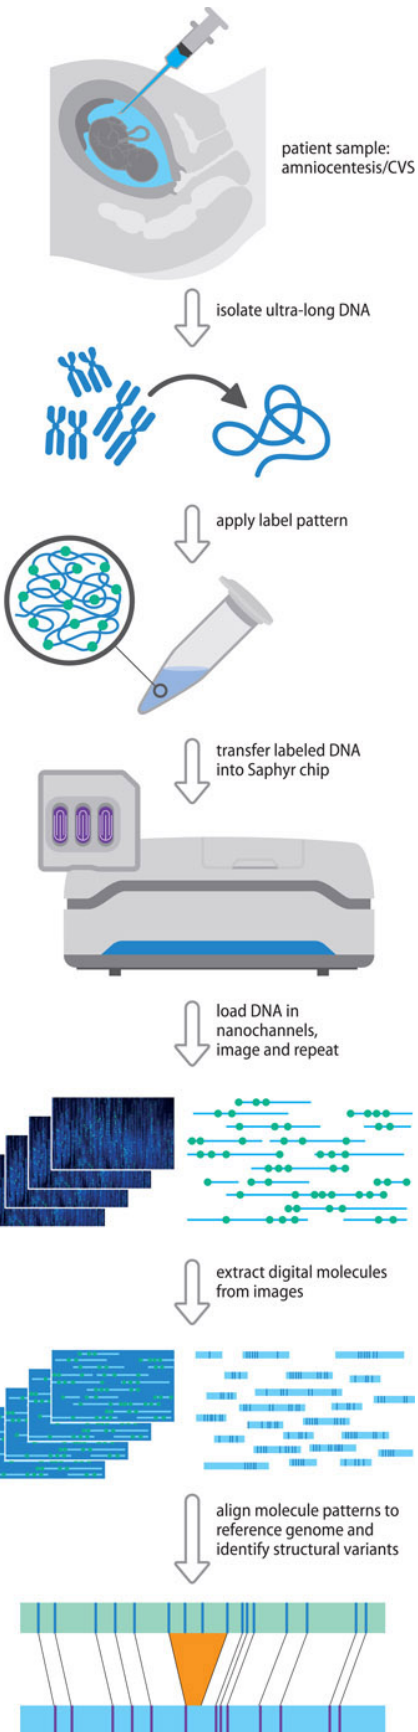 patient sample:
amniocentesis/CVS
isolate ultra-long DNA
apply label pattern
transfer labeled DNA
into Saphyr chip
load DNA in
nanochannels,
image and repeat
extract digital molecules
from images
align molecule patterns to
reference genome and
identify structural variants